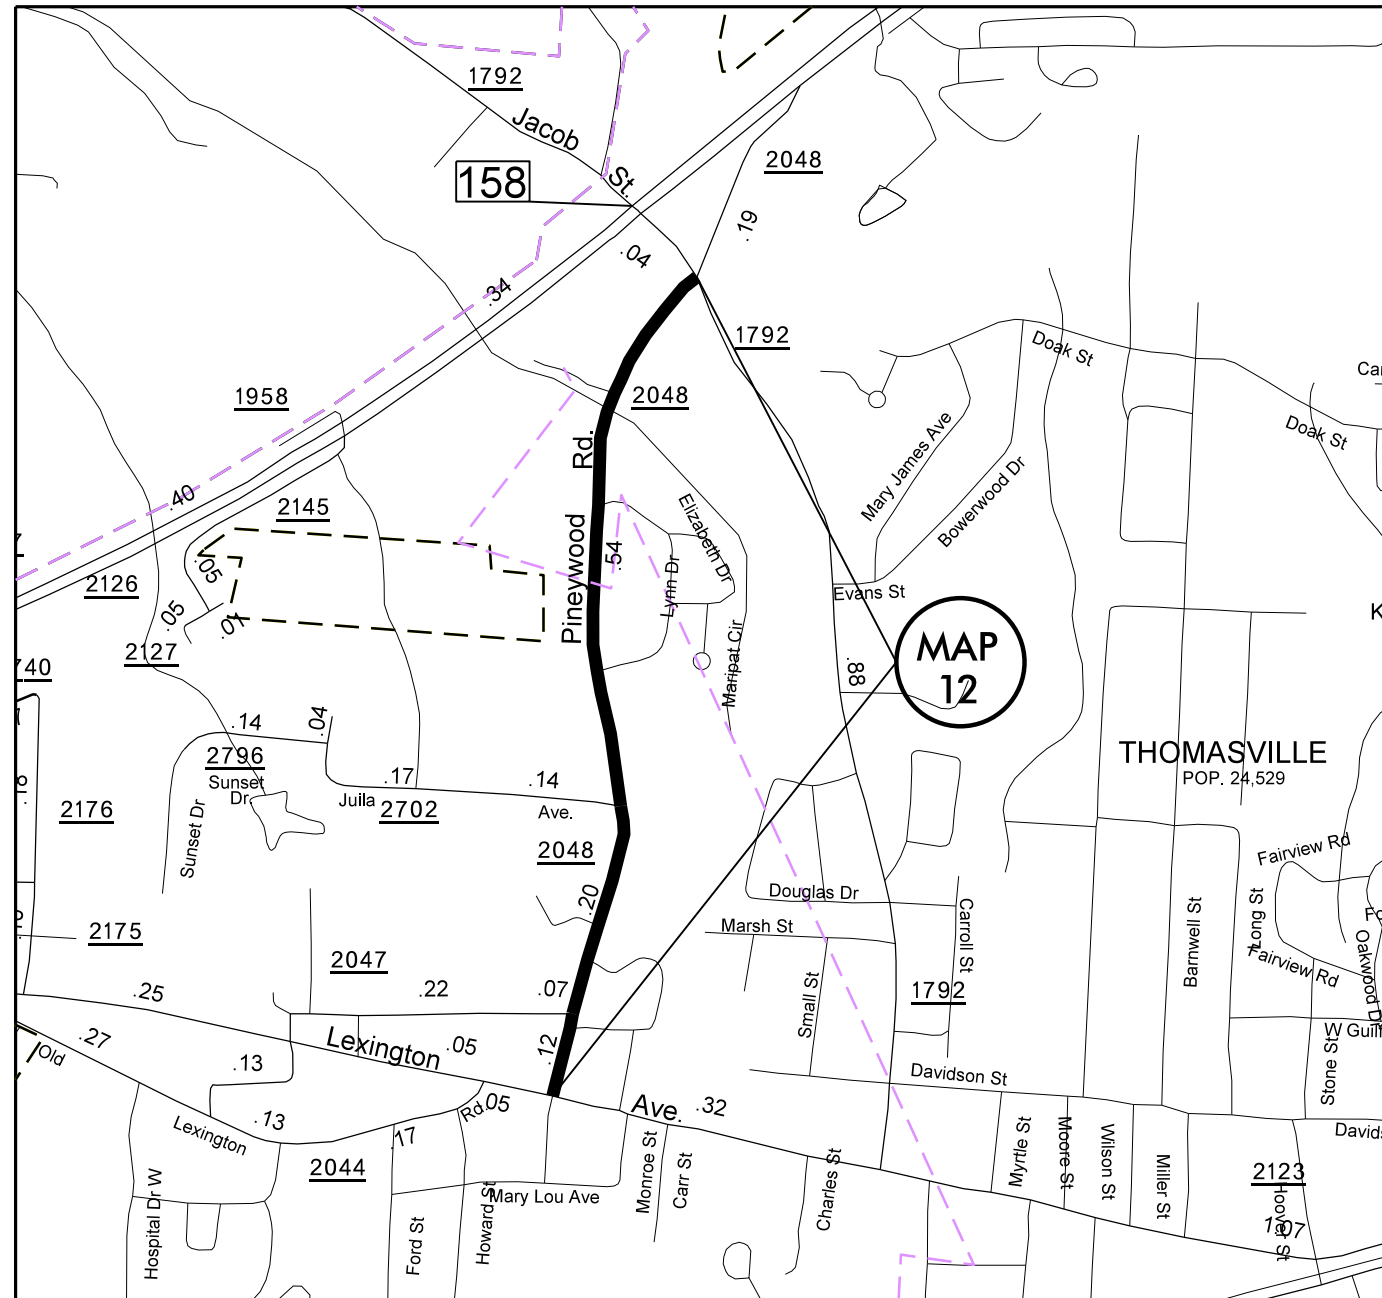 1792
Jacob
St.
158
2048
.19
.04
.34
1792
Doak St
1958
2048
Doak St
Rd.
Mary James Ave
Bowerwood Dr
.40
2145
Elizabeth Dr
Pineywood
.54
Lynn Dr
.05
2126
Evans St
.05
.01
2127
Maripat Cir
.88
MAP
12
740
.14
.04
2796
Sunset
Dr.
THOMASVILLE
POP. 24,529
.17
.14
Juila
2702
Ave.
2176
Sunset Dr
2048
Fairview Rd
.20
Douglas Dr
Marsh St
Carroll St
Barnwell St
Long St
2175
2047
Fairview Rd
Oakwood Dr
.25
.22
.07
Small St
1792
.27
Old
Lexington
.05
.12
W Guil
Stone St
.13
Davidson St
.13
Lexington
Rd.
.05
Ave.
.32
.17
Davids
2044
Monroe St
Carr St
Charles St
Myrtle St
Moore St
Wilson St
Miller St
2123
Hospital Dr W
Ford St
Howard St
Mary Lou Ave
Hoover St
1.07